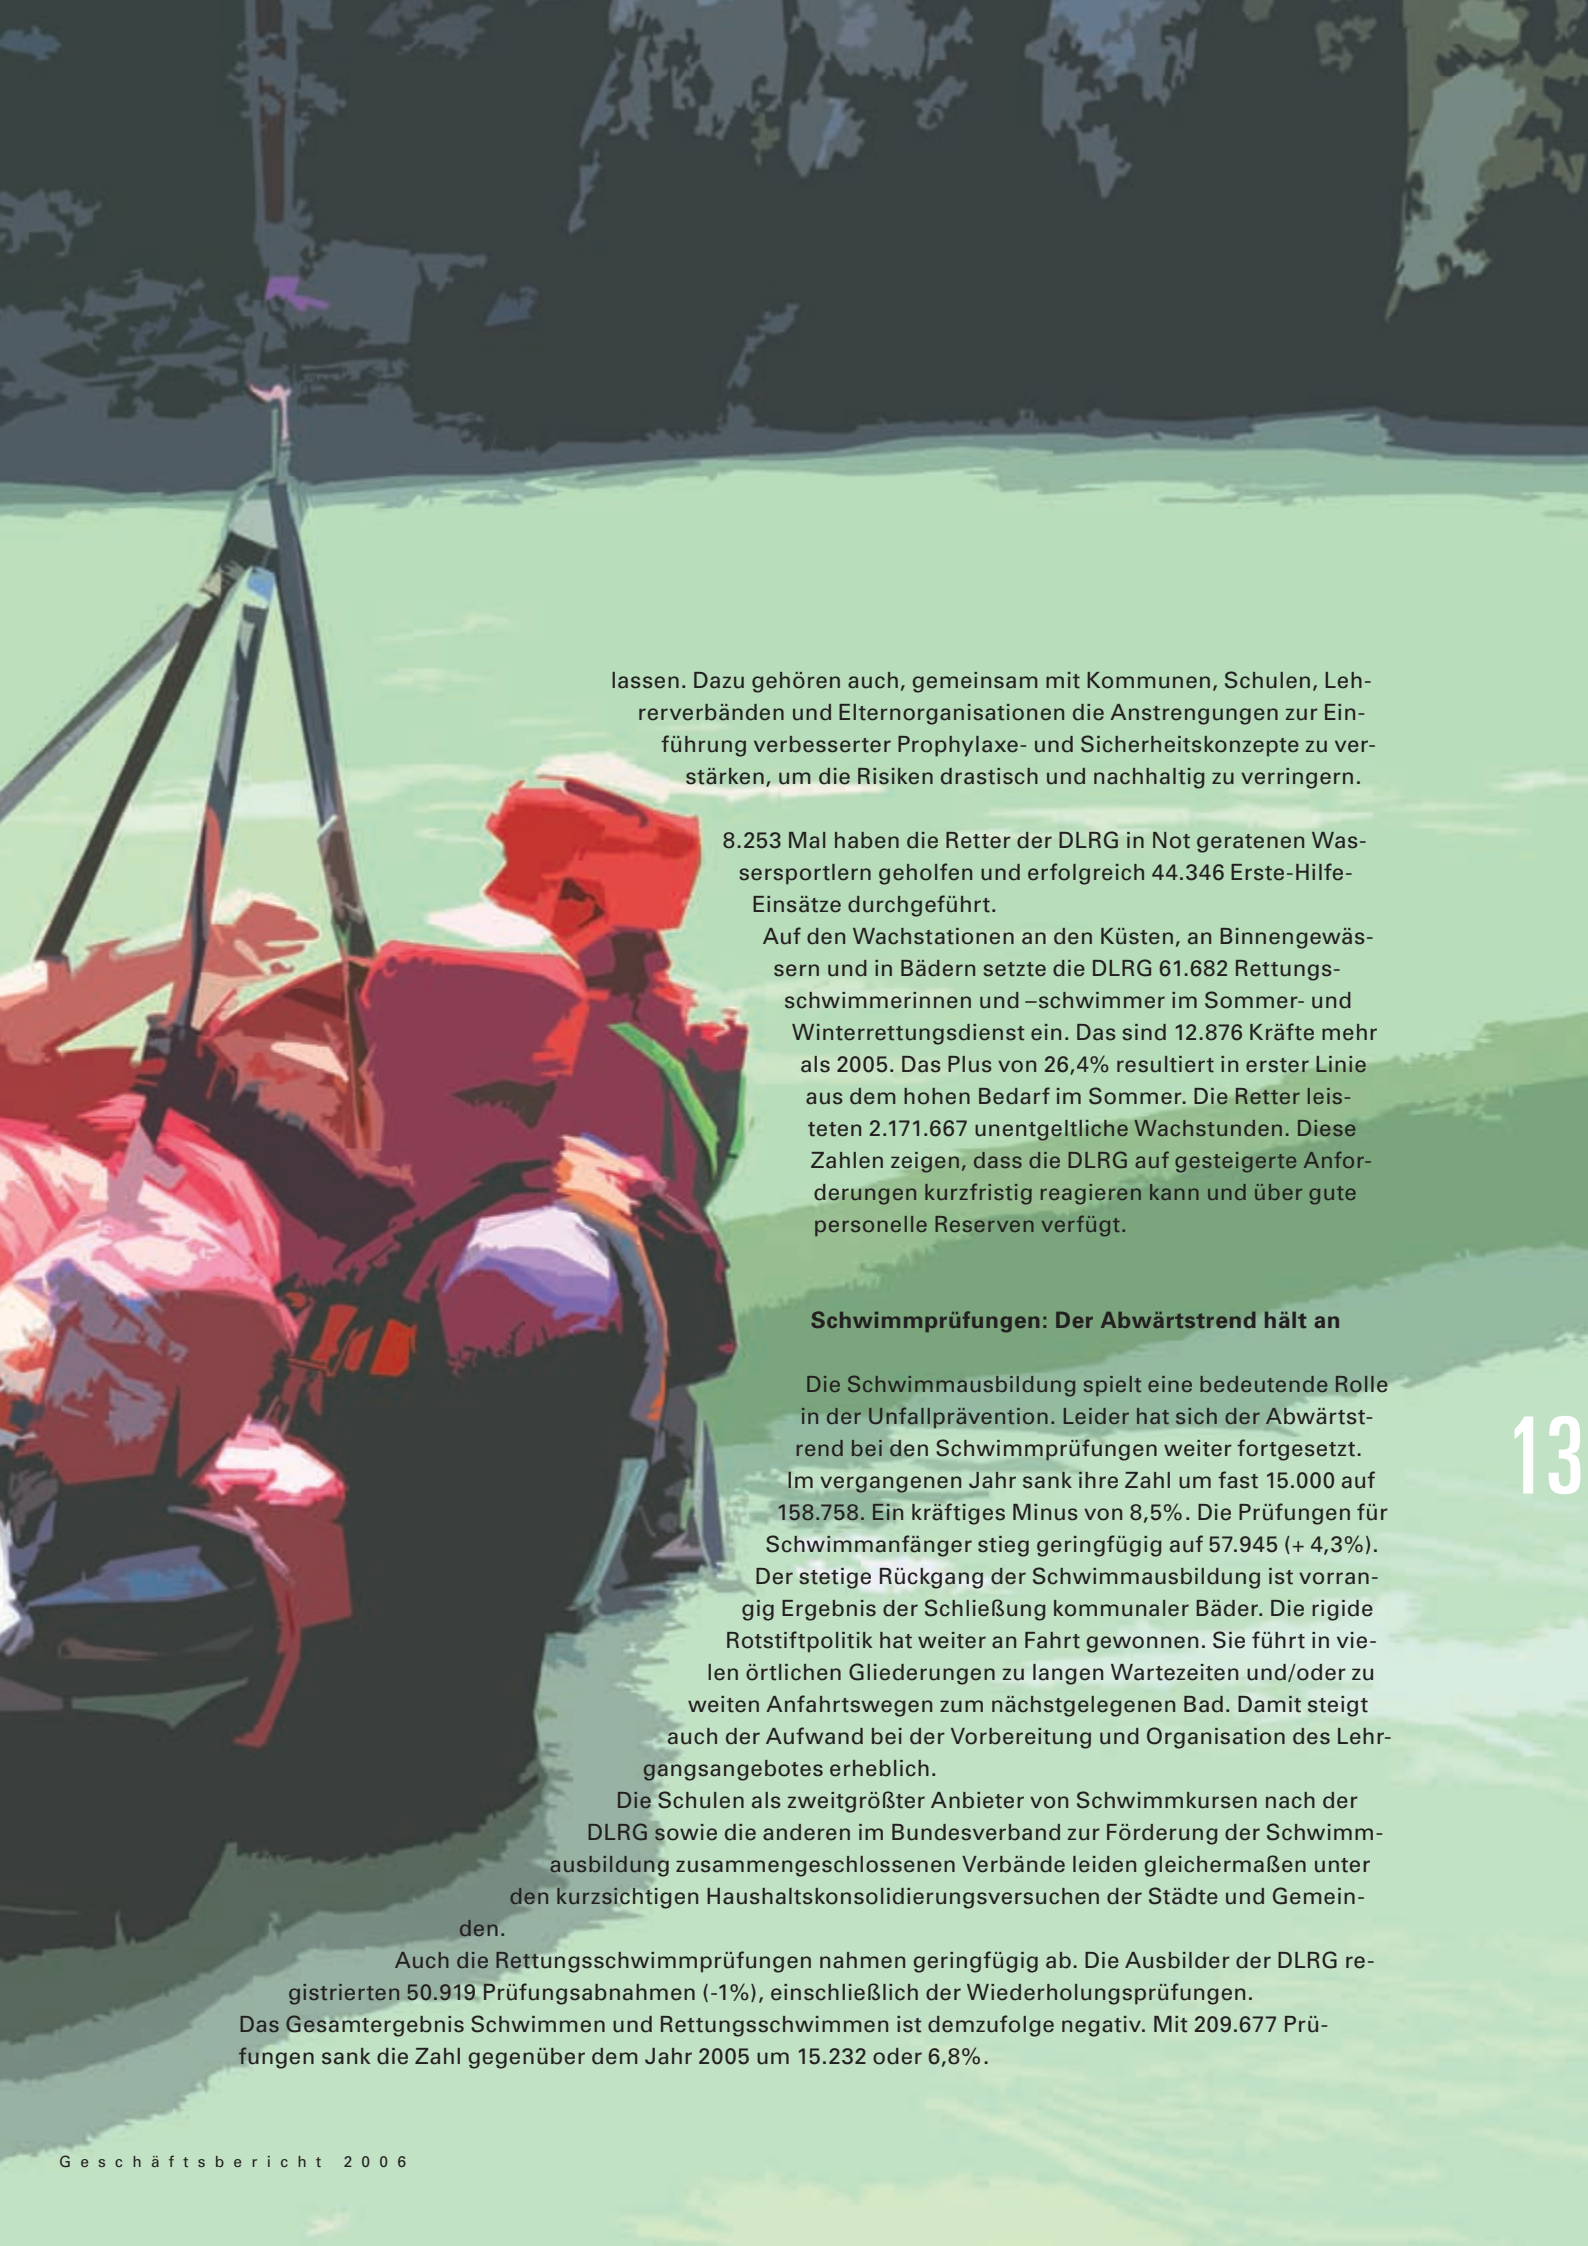 lassen. Dazu gehören auch, gemeinsam mit Kommunen, Schulen, Leh-
rerverbänden und Elternorganisationen die Anstrengungen zur Ein-
führung verbesserter Prophylaxe- und Sicherheitskonzepte zu ver-
stärken, um die Risiken drastisch und nachhaltig zu verringern.
8.253 Mal haben die Retter der DLRG in Not geratenen Was-
sersportlern geholfen und erfolgreich 44.346 Erste-Hilfe-
Einsätze durchgeführt.
Auf den Wachstationen an den Küsten, an Binnengewäs-
sern und in Bädern setzte die DLRG 61.682 Rettungs-
schwimmerinnen und –schwimmer im Sommer- und
Winterrettungsdienst ein. Das sind 12.876 Kräfte mehr
als 2005. Das Plus von 26,4% resultiert in erster Linie
aus dem hohen Bedarf im Sommer. Die Retter leis-
teten 2.171.667 unentgeltliche Wachstunden. Diese
Zahlen zeigen, dass die DLRG auf gesteigerte Anfor-
derungen kurzfristig reagieren kann und über gute
personelle Reserven verfügt.
Schwimmprüfungen: Der Abwärtstrend hält an
Die Schwimmausbildung spielt eine bedeutende Rolle
in der Unfallprävention. Leider hat sich der Abwärtst-
rend bei den Schwimmprüfungen weiter fortgesetzt.
Im vergangenen Jahr sank ihre Zahl um fast 15.000 auf
158.758. Ein kräftiges Minus von 8,5%. Die Prüfungen für
Schwimmanfänger stieg geringfügig auf 57.945 (+ 4,3%).
Der stetige Rückgang der Schwimmausbildung ist vorran-
gig Ergebnis der Schließung kommunaler Bäder. Die rigide
Rotstiftpolitik hat weiter an Fahrt gewonnen. Sie führt in vie-
len örtlichen Gliederungen zu langen Wartezeiten und/oder zu
weiten Anfahrtswegen zum nächstgelegenen Bad. Damit steigt
auch der Aufwand bei der Vorbereitung und Organisation des Lehr-
gangsangebotes erheblich.
Die Schulen als zweitgrößter Anbieter von Schwimmkursen nach der
DLRG sowie die anderen im Bundesverband zur Förderung der Schwimm-
ausbildung zusammengeschlossenen Verbände leiden gleichermaßen unter
den kurzsichtigen Haushaltskonsolidierungsversuchen der Städte und Gemein-
den.
Auch die Rettungsschwimmprüfungen nahmen geringfügig ab. Die Ausbilder der DLRG re-
gistrierten 50.919 Prüfungsabnahmen (-1%), einschließlich der Wiederholungsprüfungen.
Das Gesamtergebnis Schwimmen und Rettungsschwimmen ist demzufolge negativ. Mit 209.677 Prü-
fungen sank die Zahl gegenüber dem Jahr 2005 um 15.232 oder 6,8%.
13
Geschäftsbericht 2006